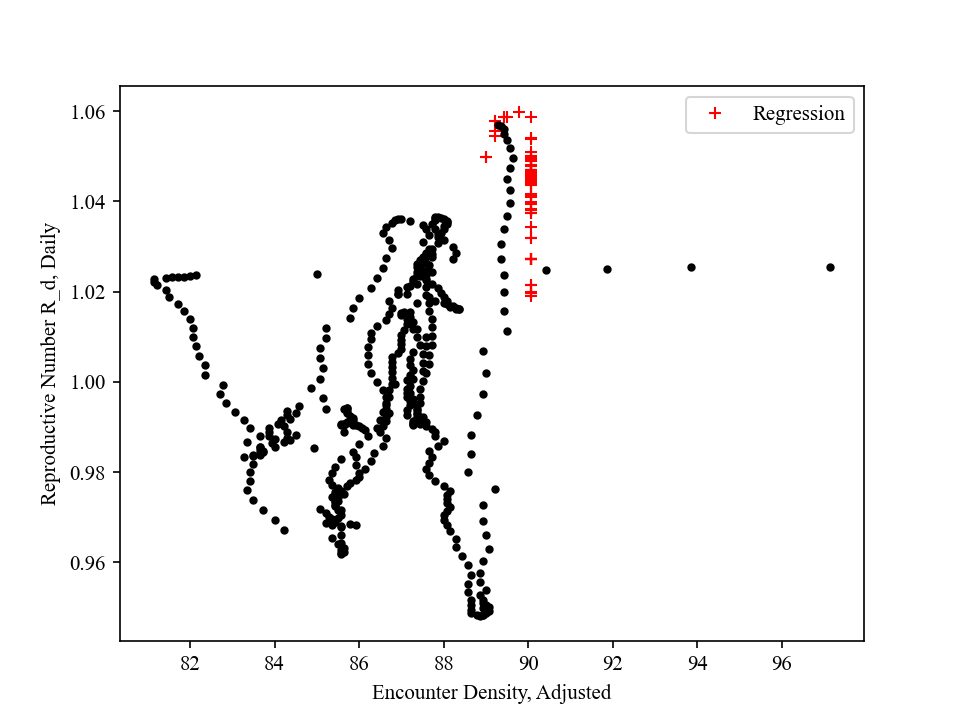 Regression
1.06
1.04
1.02
1.00
0.98
0.96
Reproductive Number R_d, Daily
82 84 86 88 90 92 94 96
Encounter Density, Adjusted